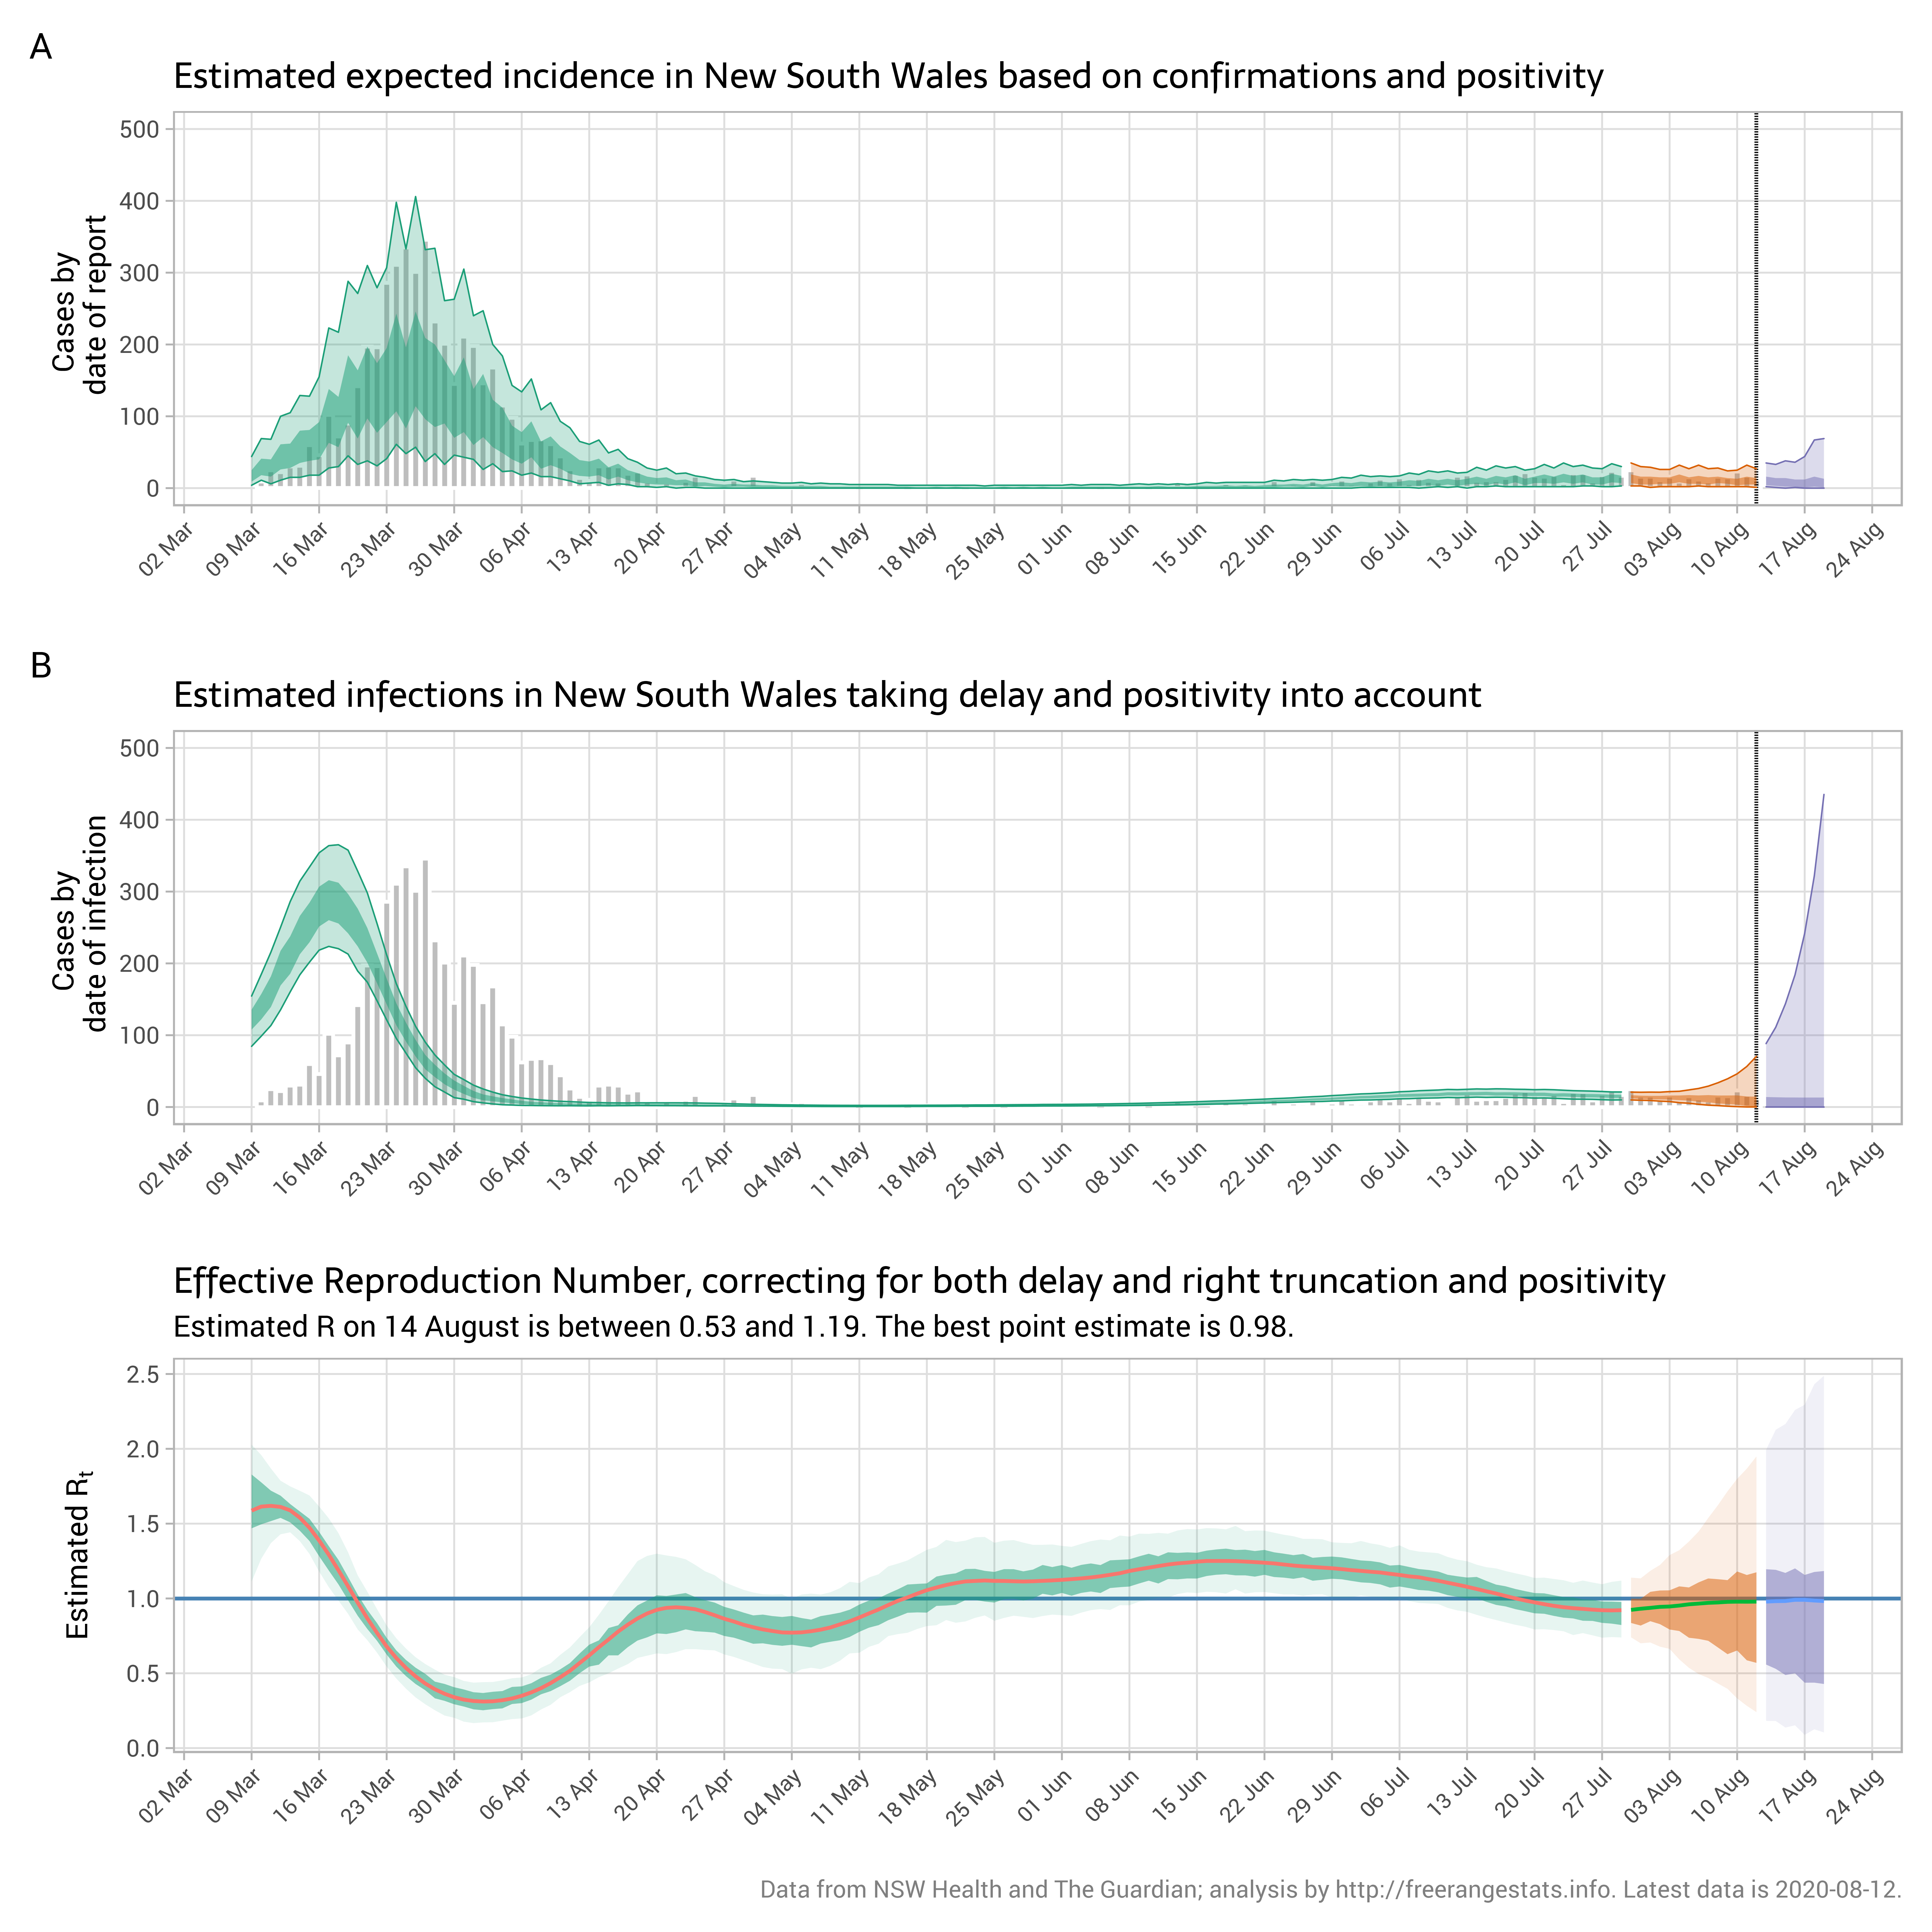 A
Estimated expected incidence in New South Wales based on confirmations and positivity
Cases by
date of report
500
400
300
200
100
0
02 Mar 09 Mar 16 Mar 23 Mar 30 Mar 06 Apr 13 Apr 20 Apr 27 Apr 04 May 11 May 18 May 25 May 01 Jun 08 Jun 15 Jun 22 Jun 29 Jun 06 Jul 13 Jul 20 Jul 27 Jul 03 Aug 10 Aug 17 Aug 24 Aug
B
Estimated infections in New South Wales taking delay and positivity into account
Cases by
date of infection
500
400
300
200
100
0
02 Mar 09 Mar 16 Mar 23 Mar 30 Mar 06 Apr 13 Apr 20 Apr 27 Apr 04 May 11 May 18 May 25 May 01 Jun 08 Jun 15 Jun 22 Jun 29 Jun 06 Jul 13 Jul 20 Jul 27 Jul 03 Aug 10 Aug 17 Aug 24 Aug
Effective Reproduction Number, correcting for both delay and right truncation and positivity
Estimated R on 14 August is between 0.53 and 1.19. The best point estimate is 0.98.
Estimated Rt
2.5
2.0
1.5
1.0
0.5
0.0
02 Mar 09 Mar 16 Mar 23 Mar 30 Mar 06 Apr 13 Apr 20 Apr 27 Apr 04 May 11 May 18 May 25 May 01 Jun 08 Jun 15 Jun 22 Jun 29 Jun 06 Jul 13 Jul 20 Jul 27 Jul 03 Aug 10 Aug 17 Aug 24 Aug
Data from NSW Health and The Guardian; analysis by http://freerangestats.info. Latest data is 2020-08-12.